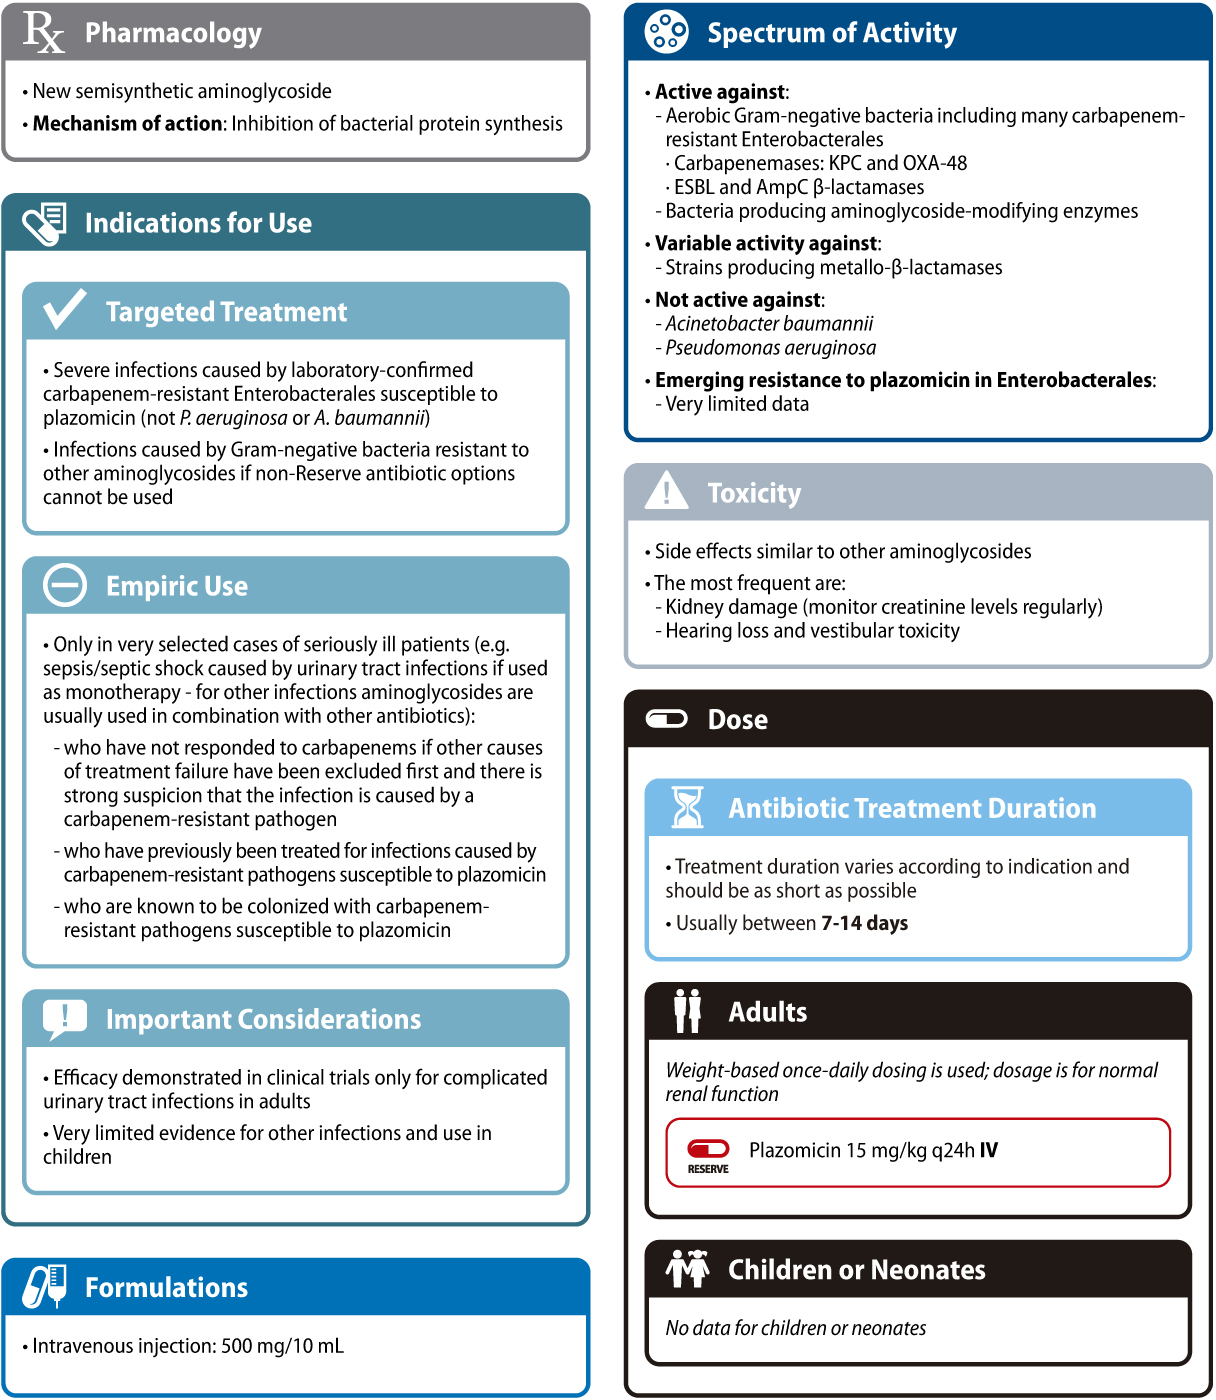 Rx Pharmacology
• New semisynthetic aminoglycoside
• Mechanism of action: Inhibition of bacterial protein synthesis
Indications for Use
Targeted Treatment
• Severe infections caused by laboratory-confirmed
carbapenem-resistant Enterobacterales susceptible to
plazomicin (not P. aeruginosa or A. baumannii)
• Infections caused by Gram-negative bacteria resistant to
other aminoglycosides if non-Reserve antibiotic options
cannot be used
Empiric Use
• Only in very selected cases of seriously ill patients (e.g.
sepsis/septic shock caused by urinary tract infections if used
as monotherapy - for other infections aminoglycosides are
usually used in combination with other antibiotics):
- who have not responded to carbapenems if other causes
of treatment failure have been excluded first and there is
strong suspicion that the infection is caused by a
carbapenem-resistant pathogen
- who have previously been treated for infections caused by
carbapenem-resistant pathogens susceptible to plazomicin
- who are known to be colonized with carbapenem-
resistant pathogens susceptible to plazomicin
! Important Considerations
• Efficacy demonstrated in clinical trials only for complicated
urinary tract infections in adults
• Very limited evidence for other infections and use in
children
Formulations
• Intravenous injection: 500 mg/10 mL
Spectrum of Activity
• Active against:
- Aerobic Gram-negative bacteria including many carbapenem-
resistant Enterobacterales
· Carbapenemases: KPC and OXA-48
· ESBL and AmpC β-lactamases
- Bacteria producing aminoglycoside-modifying enzymes
• Variable activity against:
- Strains producing metallo-β-lactamases
• Not active against:
- Acinetobacter baumannii
- Pseudomonas aeruginosa
• Emerging resistance to plazomicin in Enterobacterales:
- Very limited data
! Toxicity
• Side effects similar to other aminoglycosides
• The most frequent are:
- Kidney damage (monitor creatinine levels regularly)
- Hearing loss and vestibular toxicity
Dose
Antibiotic Treatment Duration
• Treatment duration varies according to indication and
should be as short as possible
• Usually between 7-14 days
Adults
Weight-based once-daily dosing is used; dosage is for normal
renal function
Plazomicin 15 mg/kg q24h IV
RESERVE
Children or Neonates
No data for children or neonates